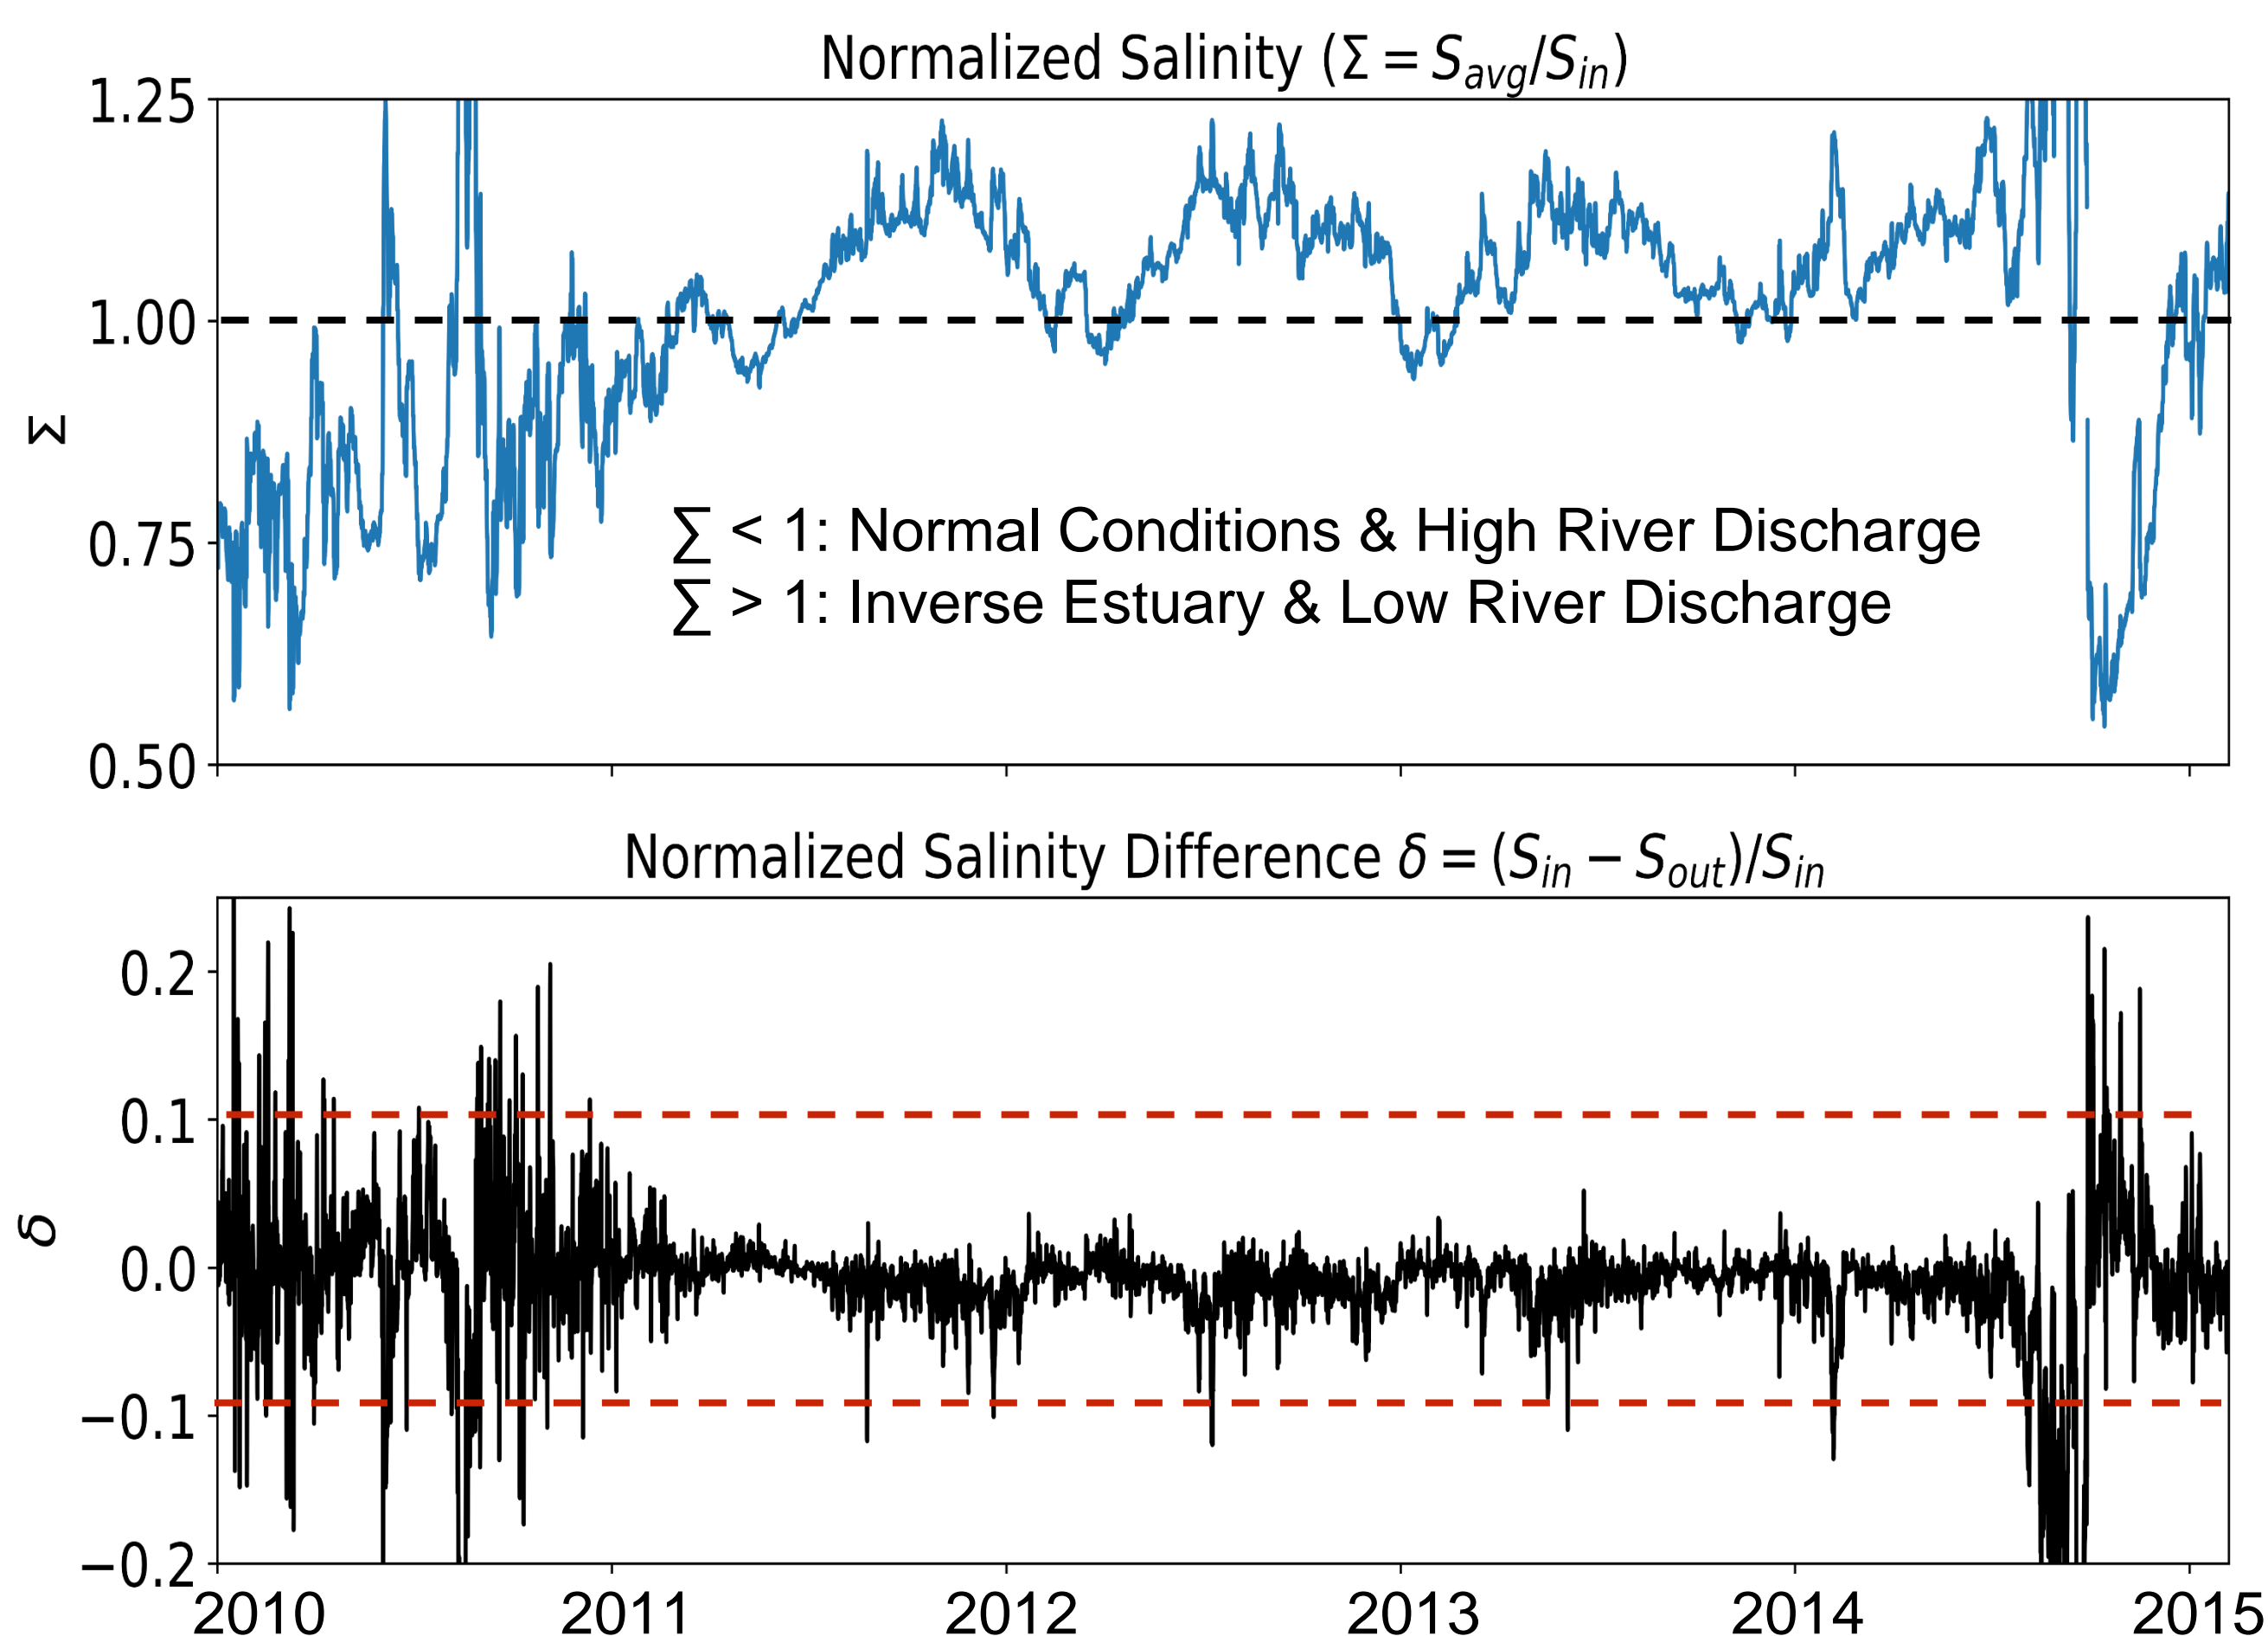 Normalized Salinity (Σ = S_avg/S_in)
1.25
1.00
0.75
0.50
Σ
∑ < 1: Normal Conditions & High River Discharge
∑ > 1: Inverse Estuary & Low River Discharge
Normalized Salinity Difference δ = (S_in − S_out)/S_in
0.2
0.1
0.0
−0.1
−0.2
δ
2010 2011 2012 2013 2014 2015